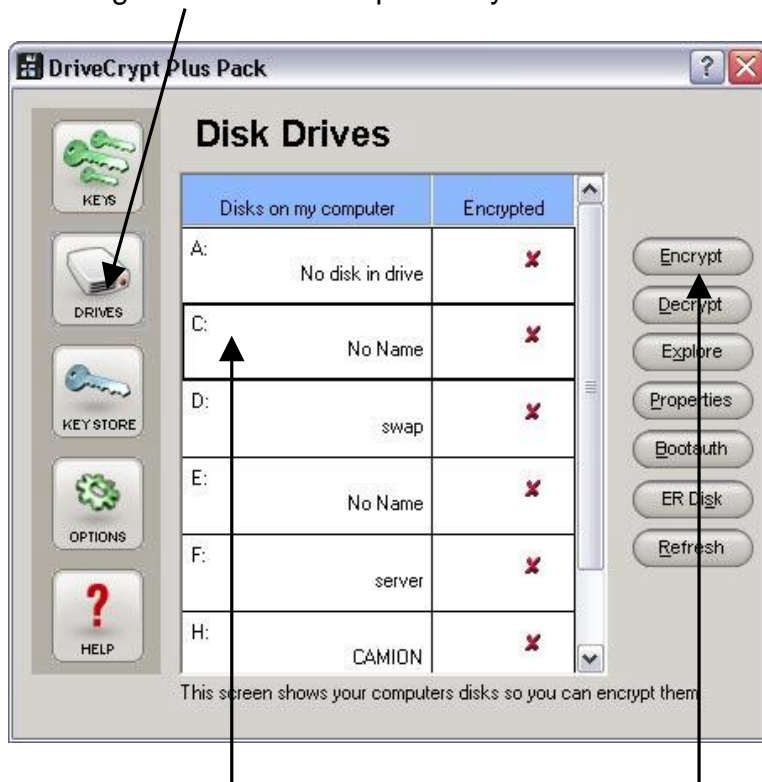 DriveCrypt Plus Pack
KEYS
DRIVES
KEYSTORE
OPTIONS
HELP
Disk Drives
Disks on my computer Encrypted
A: No disk in drive
C: No Name
D: swap
E: No Name
F: server
H: CAMION
This screen shows your computers disks so you can encrypt them
Encrypt
Decrypt
Explore
Properties
Bootauth
ER Disk
Refresh